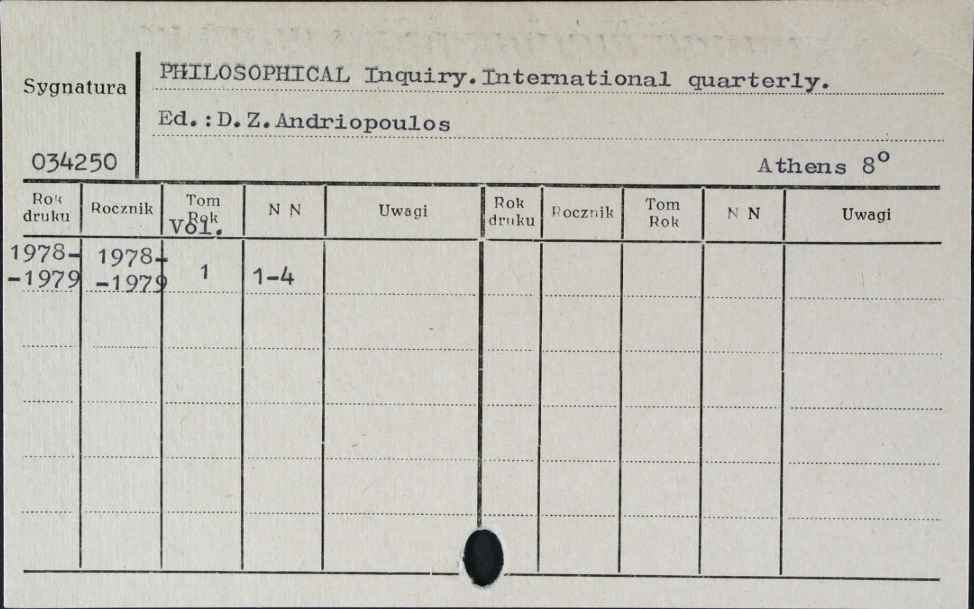 Sygnatura
PHILOSOPHICAL Inquiry.International quarterly.
Ed.:D.Z.Andriopoulos
034250
Athens 8°
Rok druku Rocznik Tom Rok Vol. N N Uwagi Rok druku Rocznik Tom Rok N N Uwagi
1978- 1978-
-1979 -1979 1 1-4